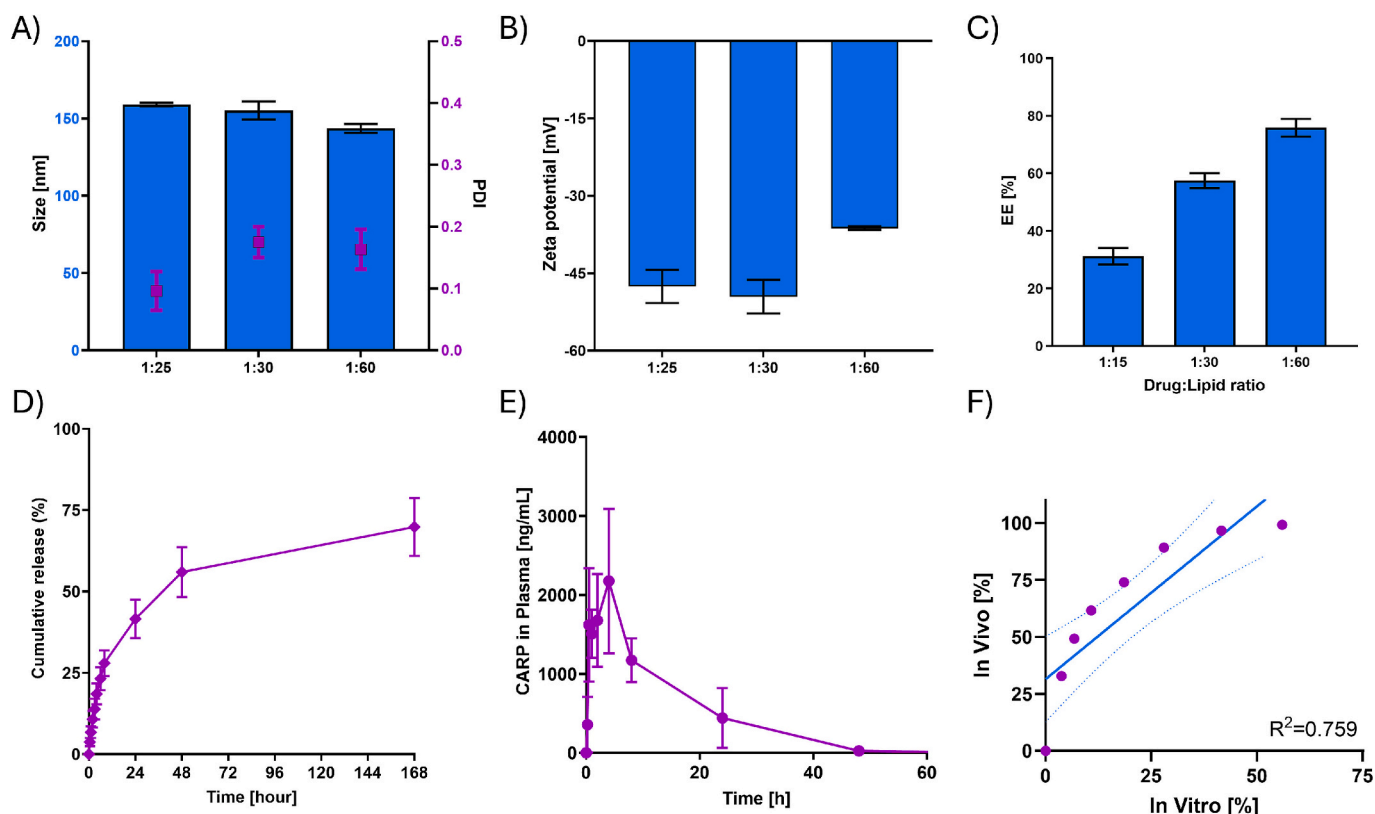 A)
200
150
100
50
0
Size [nm]
0.5
0.4
0.3
0.2
0.1
0.0
PDI
1:25 1:30 1:60
B)
-0
-15
-30
-45
-60
Zeta potential [mV]
1:25 1:30 1:60
C)
100
80
60
40
20
0
EE [%]
1:15 1:30 1:60
Drug:Lipid ratio
D)
100
75
50
25
0
Cumulative release (%)
0 24 48 72 96 120 144 168
Time [hour]
E)
4000
3000
2000
1000
0
CARP in Plasma [ng/mL]
0 20 40 60
Time [h]
F)
100
75
50
25
0
In Vivo [%]
R²=0.759
0 25 50 75
In Vitro [%]